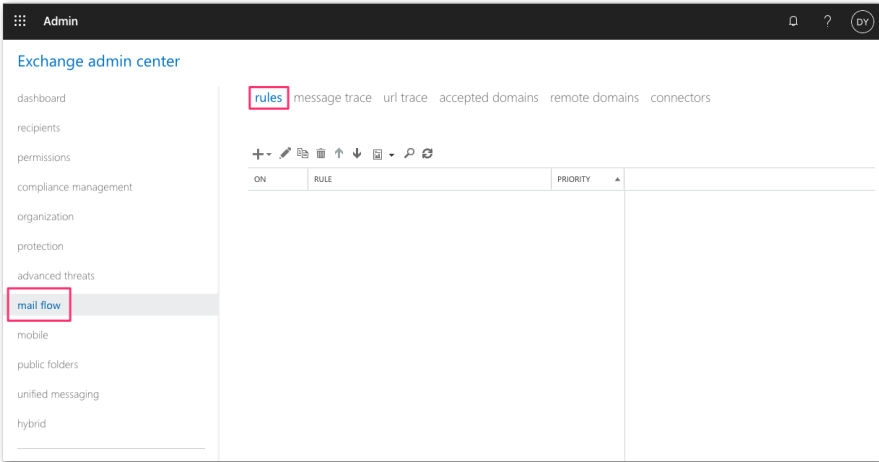 Admin
?
DY
Exchange admin center
dashboard
recipients
permissions
compliance management
organization
protection
advanced threats
mail flow
mobile
public folders
unified messaging
hybrid
rules message trace url trace accepted domains remote domains connectors
ON RULE PRIORITY